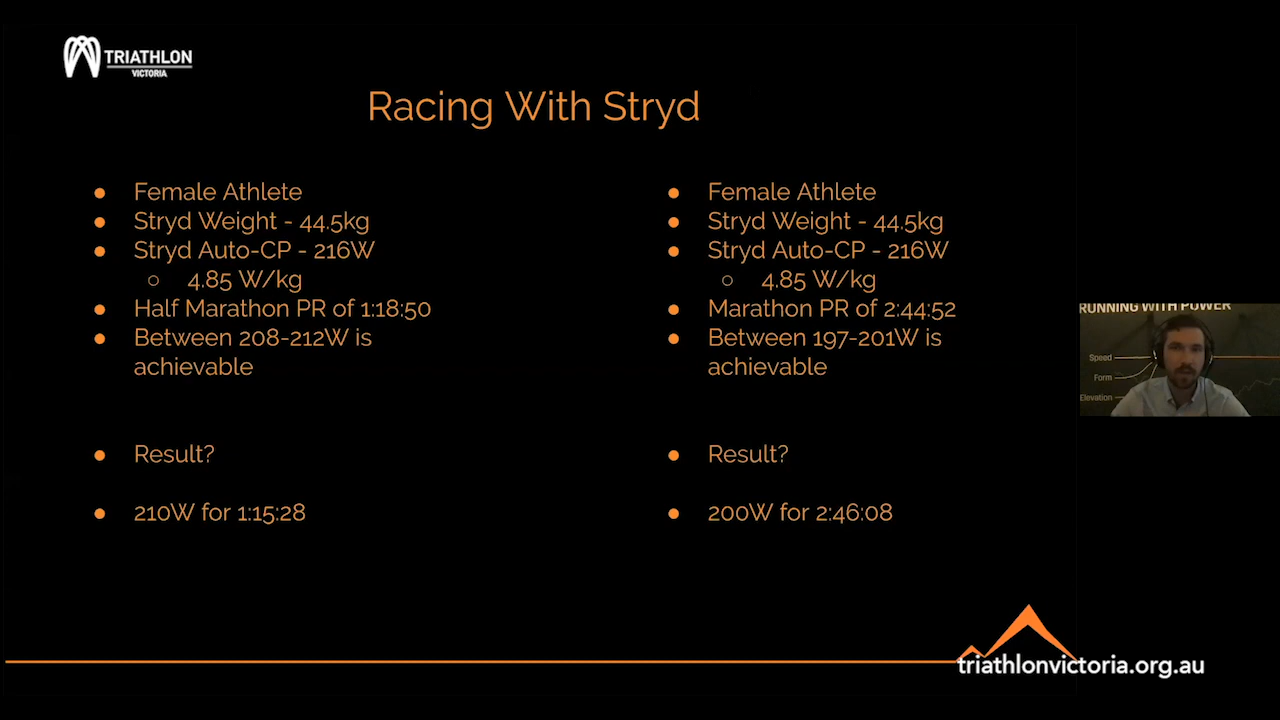 TRIATHLON
VICTORIA
Racing With Stryd
Female Athlete
Stryd Weight - 44.5kg
Stryd Auto-CP - 216W
4.85 W/kg
Half Marathon PR of 1:18:50
Between 208-212W is
achievable
Result?
210W for 1:15:28
Female Athlete
Stryd Weight - 44.5kg
Stryd Auto-CP - 216W
4.85 W/kg
Marathon PR of 2:44:52
Between 197-201W is
achievable
Result?
200W for 2:46:08
RUNNING WITH POWER
Speed
Form
Elevation
triathlonvictoria.org.au